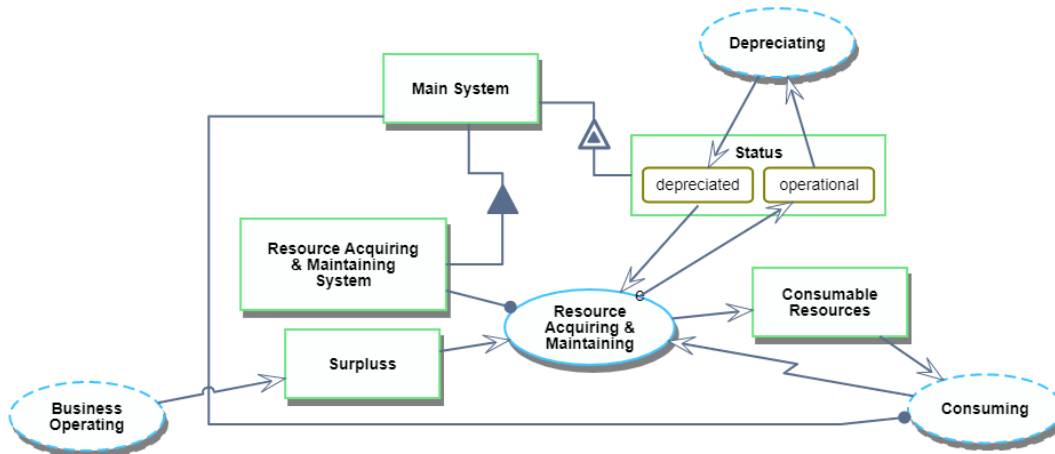 Depreciating
Main System
Status
depreciated
operational
Resource Acquiring
& Maintaining
System
e
Resource
Acquiring &
Maintaining
Consumable
Resources
Surpluss
Business
Operating
Consuming